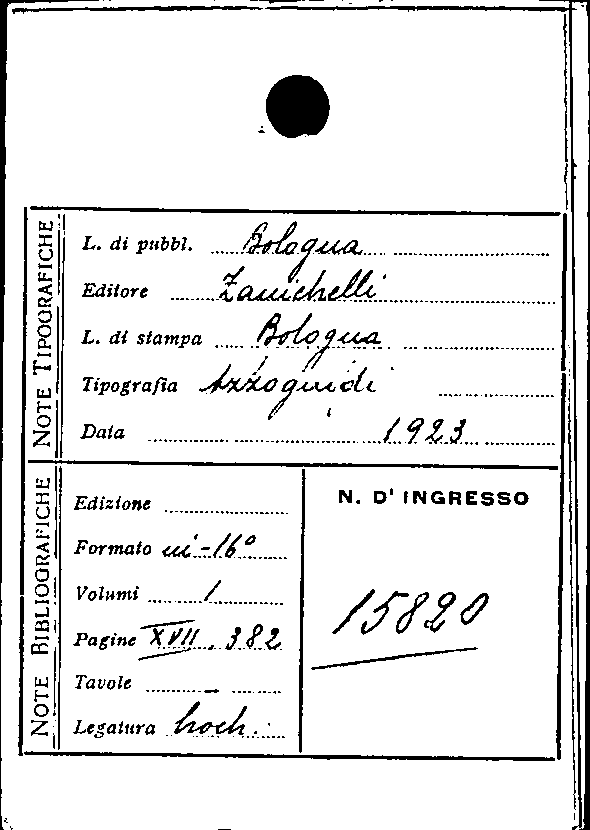 NOTE TIPOGRAFICHE
L. di pubbl. Bologna
Editore Zanichelli
L. di stampa Bologna
Tipografia Azzoguidi
Data 1923
NOTE BIBLIOGRAFICHE
Edizione
Formato in-16°
Volumi 1
Pagine XVII, 382
Tavole -
Legatura broch.
N. D' INGRESSO
15820